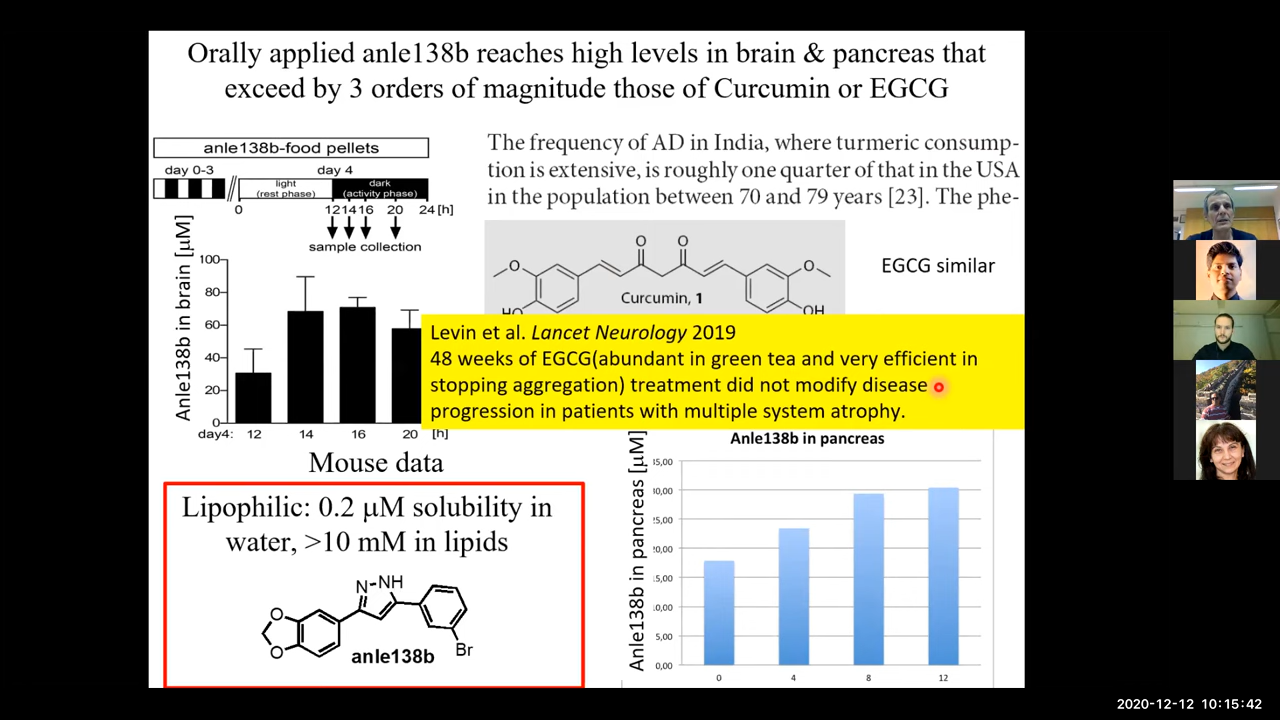 Orally applied anle138b reaches high levels in brain & pancreas that
exceed by 3 orders of magnitude those of Curcumin or EGCG
anle138b-food pellets
day 0-3
day 4
light
(rest phase)
dark
(activity phase)
0
12 14 16 20 24 [h]
sample collection
The frequency of AD in India, where turmeric consump-
tion is extensive, is roughly one quarter of that in the USA
in the population between 70 and 79 years [23]. The phe-
O O
O O
HO OH
Curcumin, 1
EGCG similar
Anle138b in brain [µM]
100
80
60
40
20
0
day4: 12 14 16 20 [h]
Mouse data
Levin et al. Lancet Neurology 2019
48 weeks of EGCG(abundant in green tea and very efficient in
stopping aggregation) treatment did not modify disease
progression in patients with multiple system atrophy.
Lipophilic: 0.2 µM solubility in
water, >10 mM in lipids
N-NH
O
O
Br
anle138b
Anle138b in pancreas
Anle138b in pancreas [µM]
5,00
0,00
0 4 8 12
2020-12-12 10:15:42